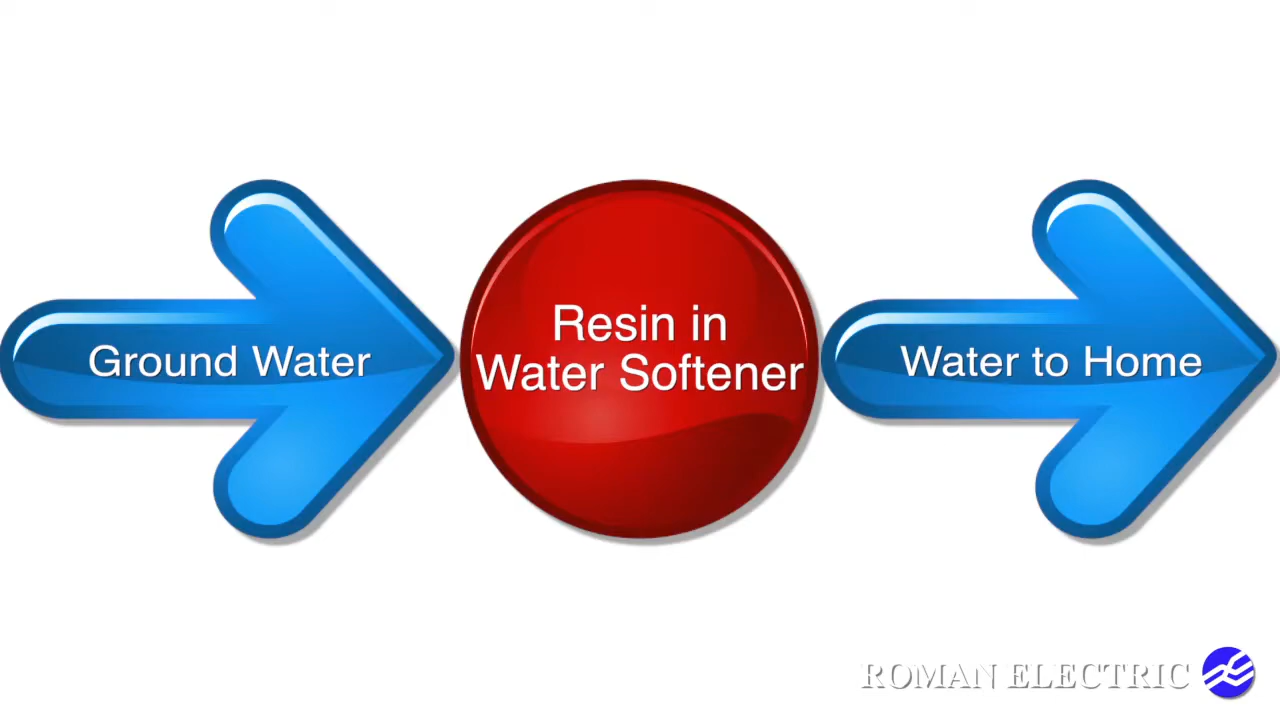 Ground Water
Resin in
Water Softener
Water to Home
ROMAN ELECTRIC